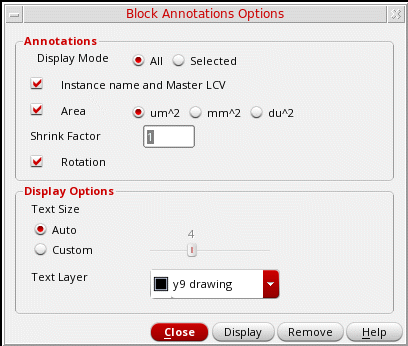 Block Annotations Options
Annotations
Display Mode All Selected
Instance name and Master LCV
Area um^2 mm^2 du^2
Shrink Factor 1
Rotation
Display Options
Text Size
Auto 4
Custom
Text Layer y9 drawing
Close Display Remove Help